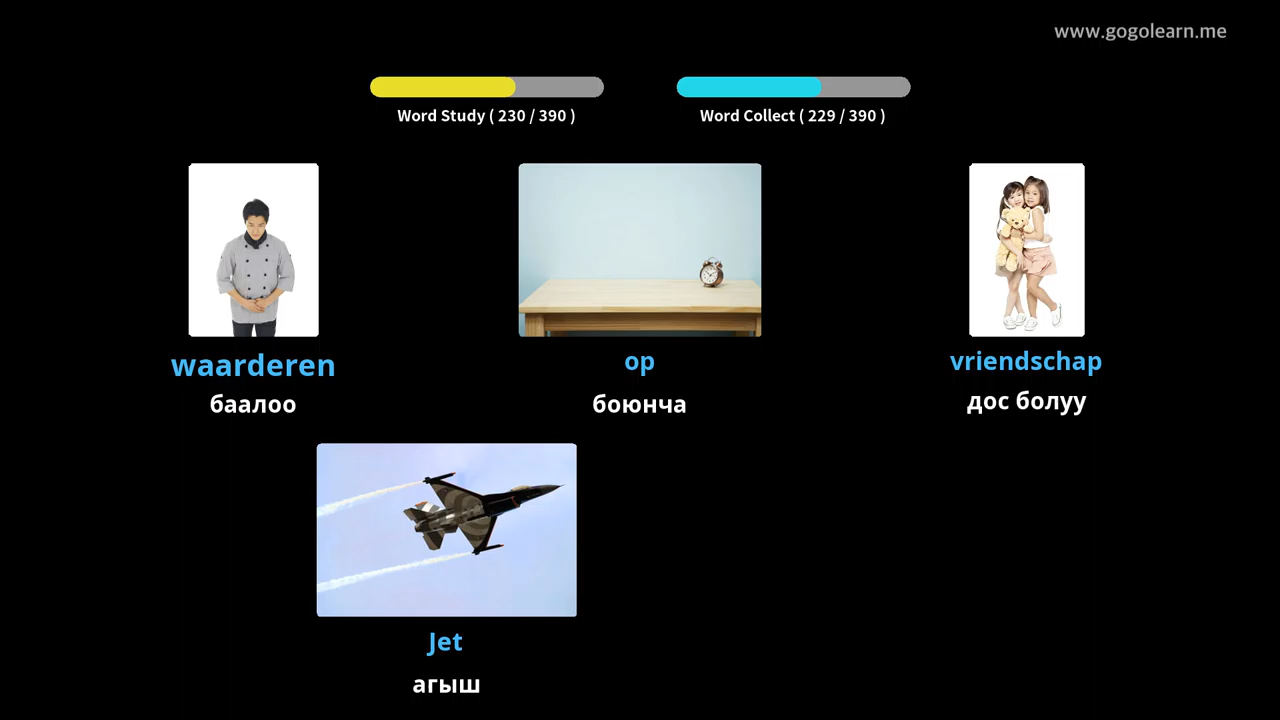 www.gogolearn.me
Word Study ( 230 / 390 )
Word Collect ( 229 / 390 )
waarderen
баалоо
op
боюнча
vriendschap
дос болуу
Jet
агыш